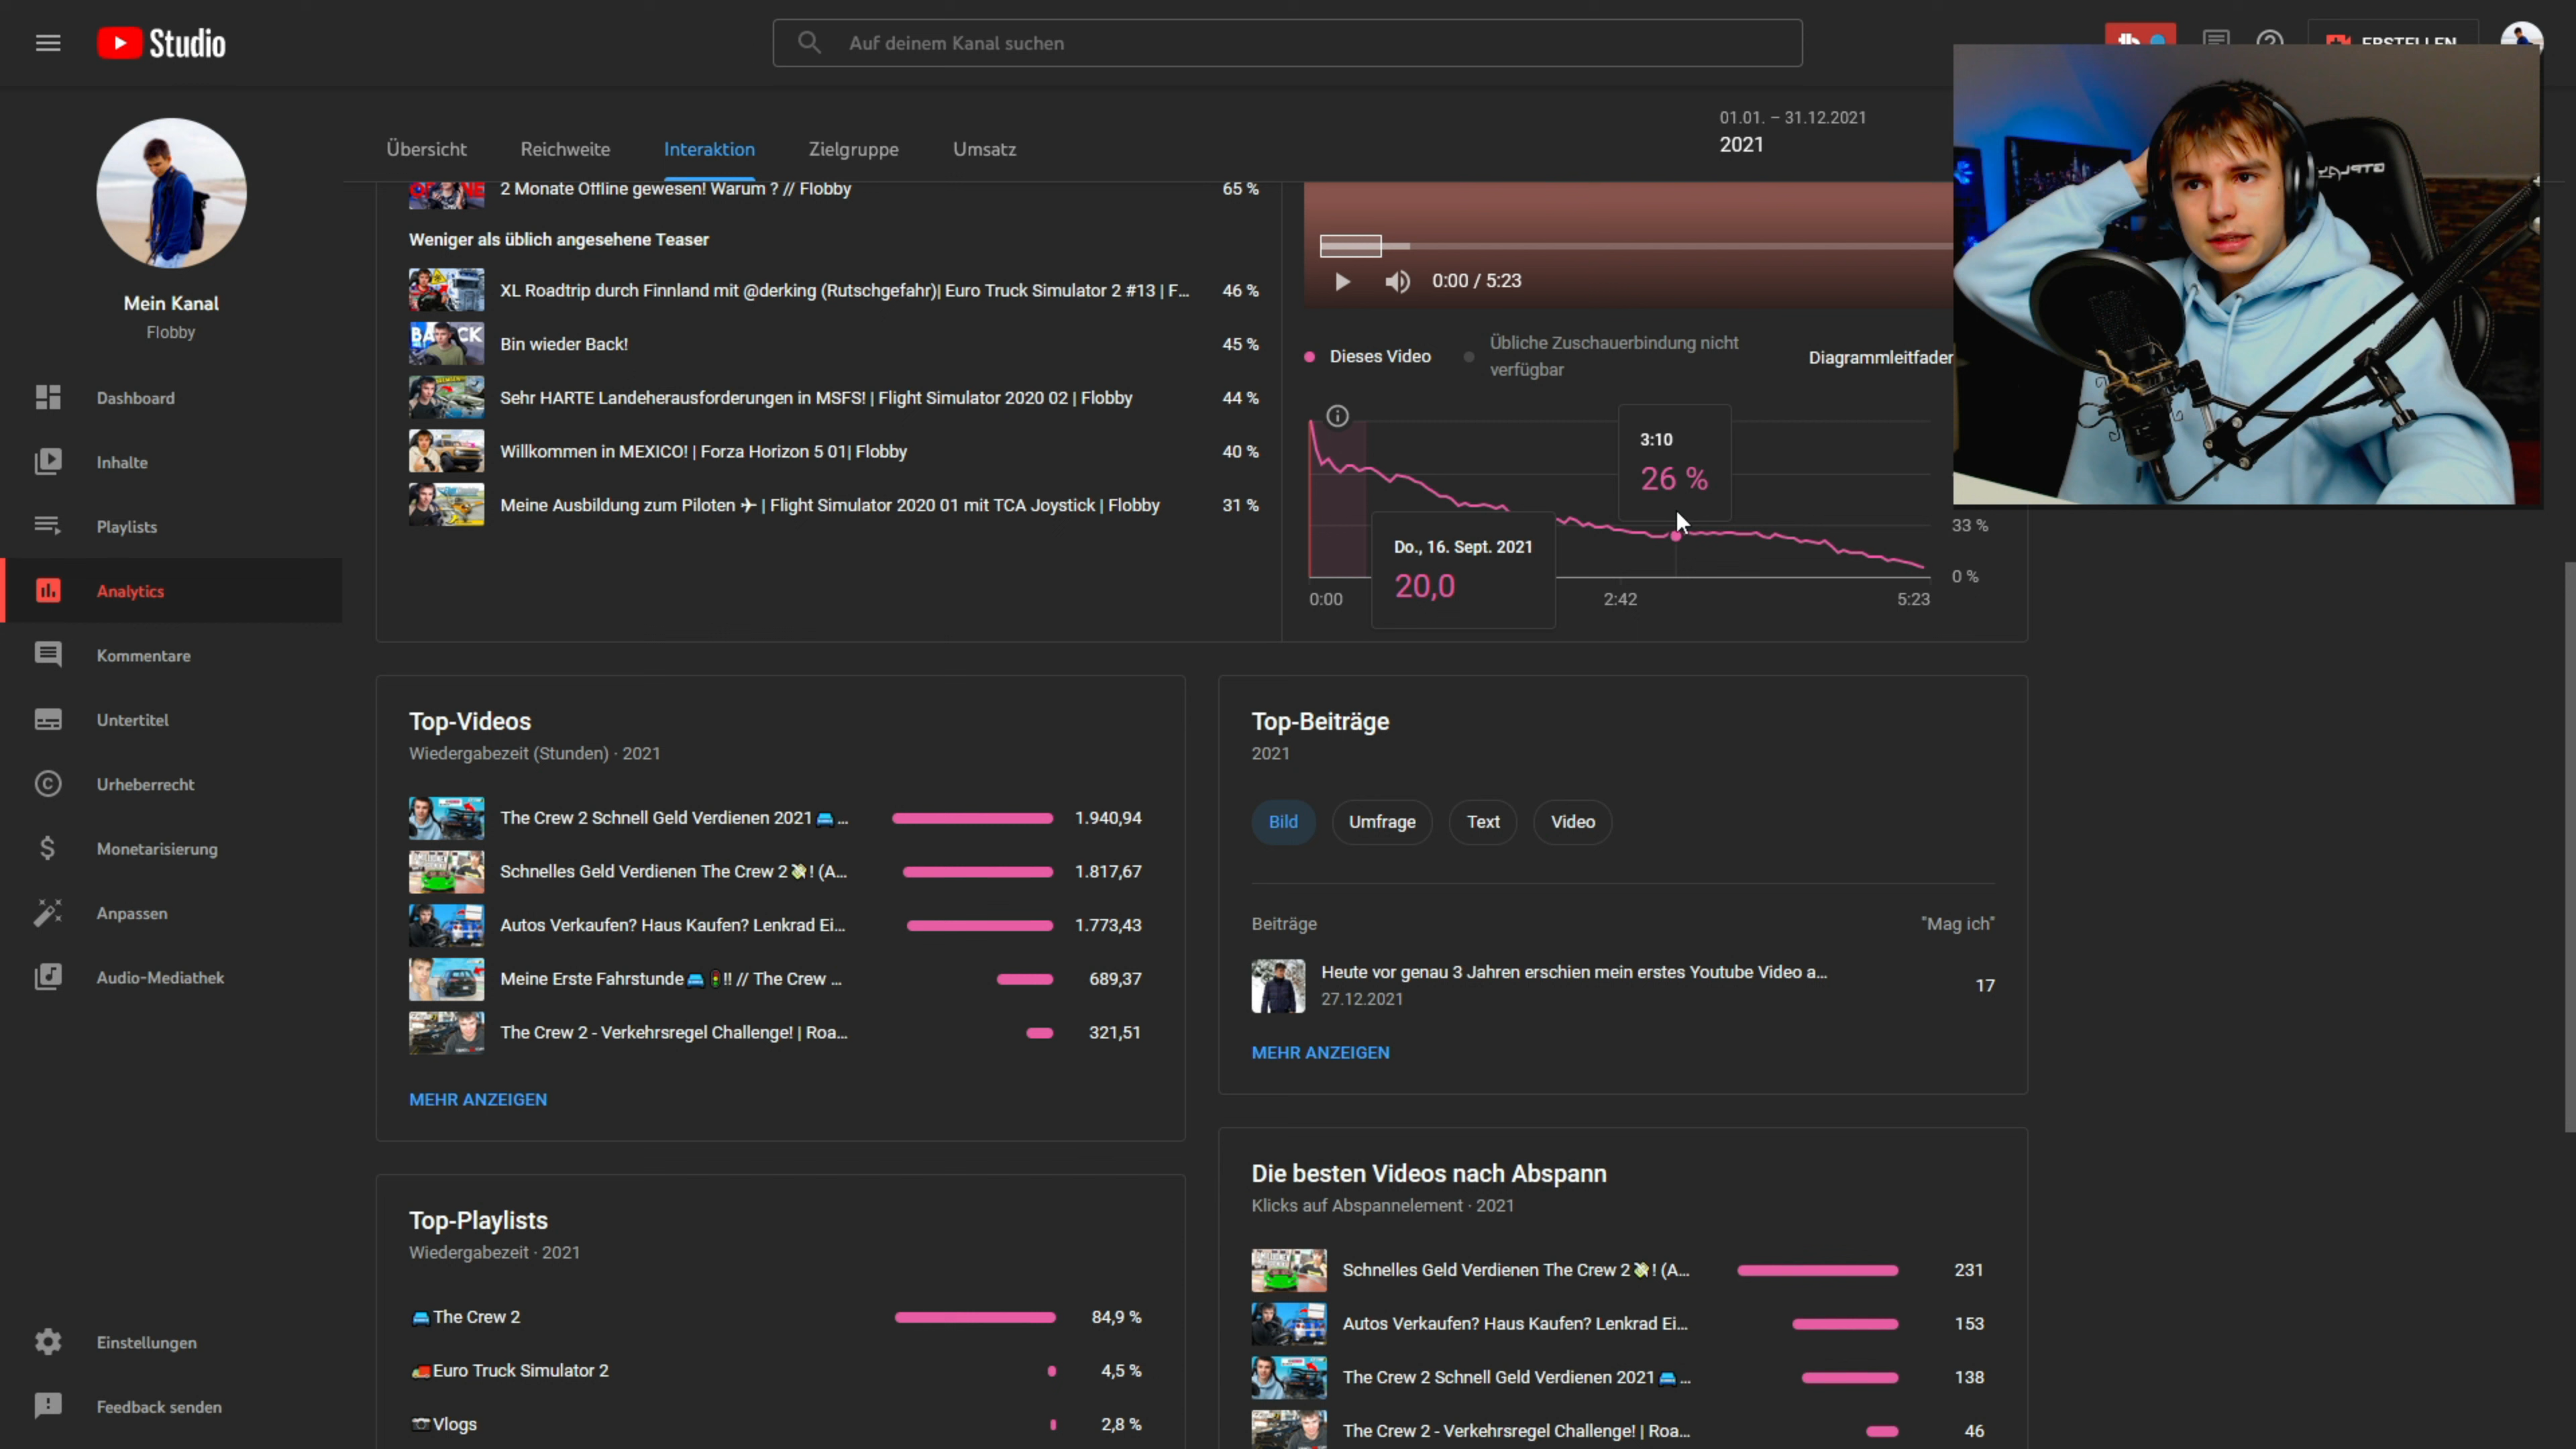 Studio
Auf deinem Kanal suchen
ERSTELLEN
Mein Kanal
Flobby
Dashboard
Inhalte
Playlists
Analytics
Kommentare
Untertitel
Urheberrecht
Monetarisierung
Anpassen
Audio-Mediathek
Einstellungen
Feedback senden
Übersicht
Reichweite
Interaktion
Zielgruppe
Umsatz
01.01. – 31.12.2021
2021
2 Monate Offline gewesen! Warum ? // Flobby 65 %
Weniger als üblich angesehene Teaser
XL Roadtrip durch Finnland mit @derking (Rutschgefahr)| Euro Truck Simulator 2 #13 | F... 46 %
Bin wieder Back! 45 %
Sehr HARTE Landeherausforderungen in MSFS! | Flight Simulator 2020 02 | Flobby 44 %
Willkommen in MEXICO! | Forza Horizon 5 01| Flobby 40 %
Meine Ausbildung zum Piloten ✈ | Flight Simulator 2020 01 mit TCA Joystick | Flobby 31 %
0:00 / 5:23
Dieses Video
Übliche Zuschauerbindung nicht
verfügbar
Diagrammleitfader
3:10
26 %
Do., 16. Sept. 2021
20,0
33 %
0 %
0:00
2:42
5:23
Top-Videos
Wiedergabezeit (Stunden) · 2021
The Crew 2 Schnell Geld Verdienen 2021 🚘 ... 1.940,94
Schnelles Geld Verdienen The Crew 2 💸 ! (A... 1.817,67
Autos Verkaufen? Haus Kaufen? Lenkrad Ei... 1.773,43
Meine Erste Fahrstunde 🚘 🚦 !! // The Crew ... 689,37
The Crew 2 - Verkehrsregel Challenge! | Roa... 321,51
MEHR ANZEIGEN
Top-Beiträge
2021
Bild
Umfrage
Text
Video
Beiträge "Mag ich"
Heute vor genau 3 Jahren erschien mein erstes Youtube Video a... 17
27.12.2021
MEHR ANZEIGEN
Top-Playlists
Wiedergabezeit · 2021
🚘 The Crew 2 84,9 %
🚛 Euro Truck Simulator 2 4,5 %
📷 Vlogs 2,8 %
Die besten Videos nach Abspann
Klicks auf Abspannelement · 2021
Schnelles Geld Verdienen The Crew 2 💸 ! (A... 231
Autos Verkaufen? Haus Kaufen? Lenkrad Ei... 153
The Crew 2 Schnell Geld Verdienen 2021 🚘 ... 138
The Crew 2 - Verkehrsregel Challenge! | Roa... 46